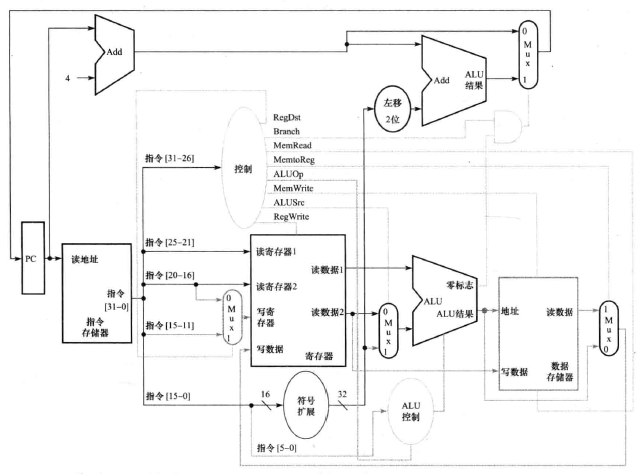 Add
4
0
M
u
x
1
Add
ALU
结果
左移
2位
RegDst
Branch
MemRead
MemtoReg
ALUOp
MemWrite
ALUSrc
RegWrite
控制
指令 [31-26]
PC
读地址
指令
[31-0]
指令
存储器
指令 [25-21]
指令 [20-16]
指令 [15-11]
指令 [15-0]
0
M
u
x
1
读寄存器1
读寄存器2
写寄
存器
写数据
读数据1
读数据2
寄存器
0
M
u
x
1
零标志
ALU
ALU
结果
地址
读数据
写数据
数据
存储器
1
M
u
x
0
16
符号
扩展
32
ALU
控制
指令 [5-0]